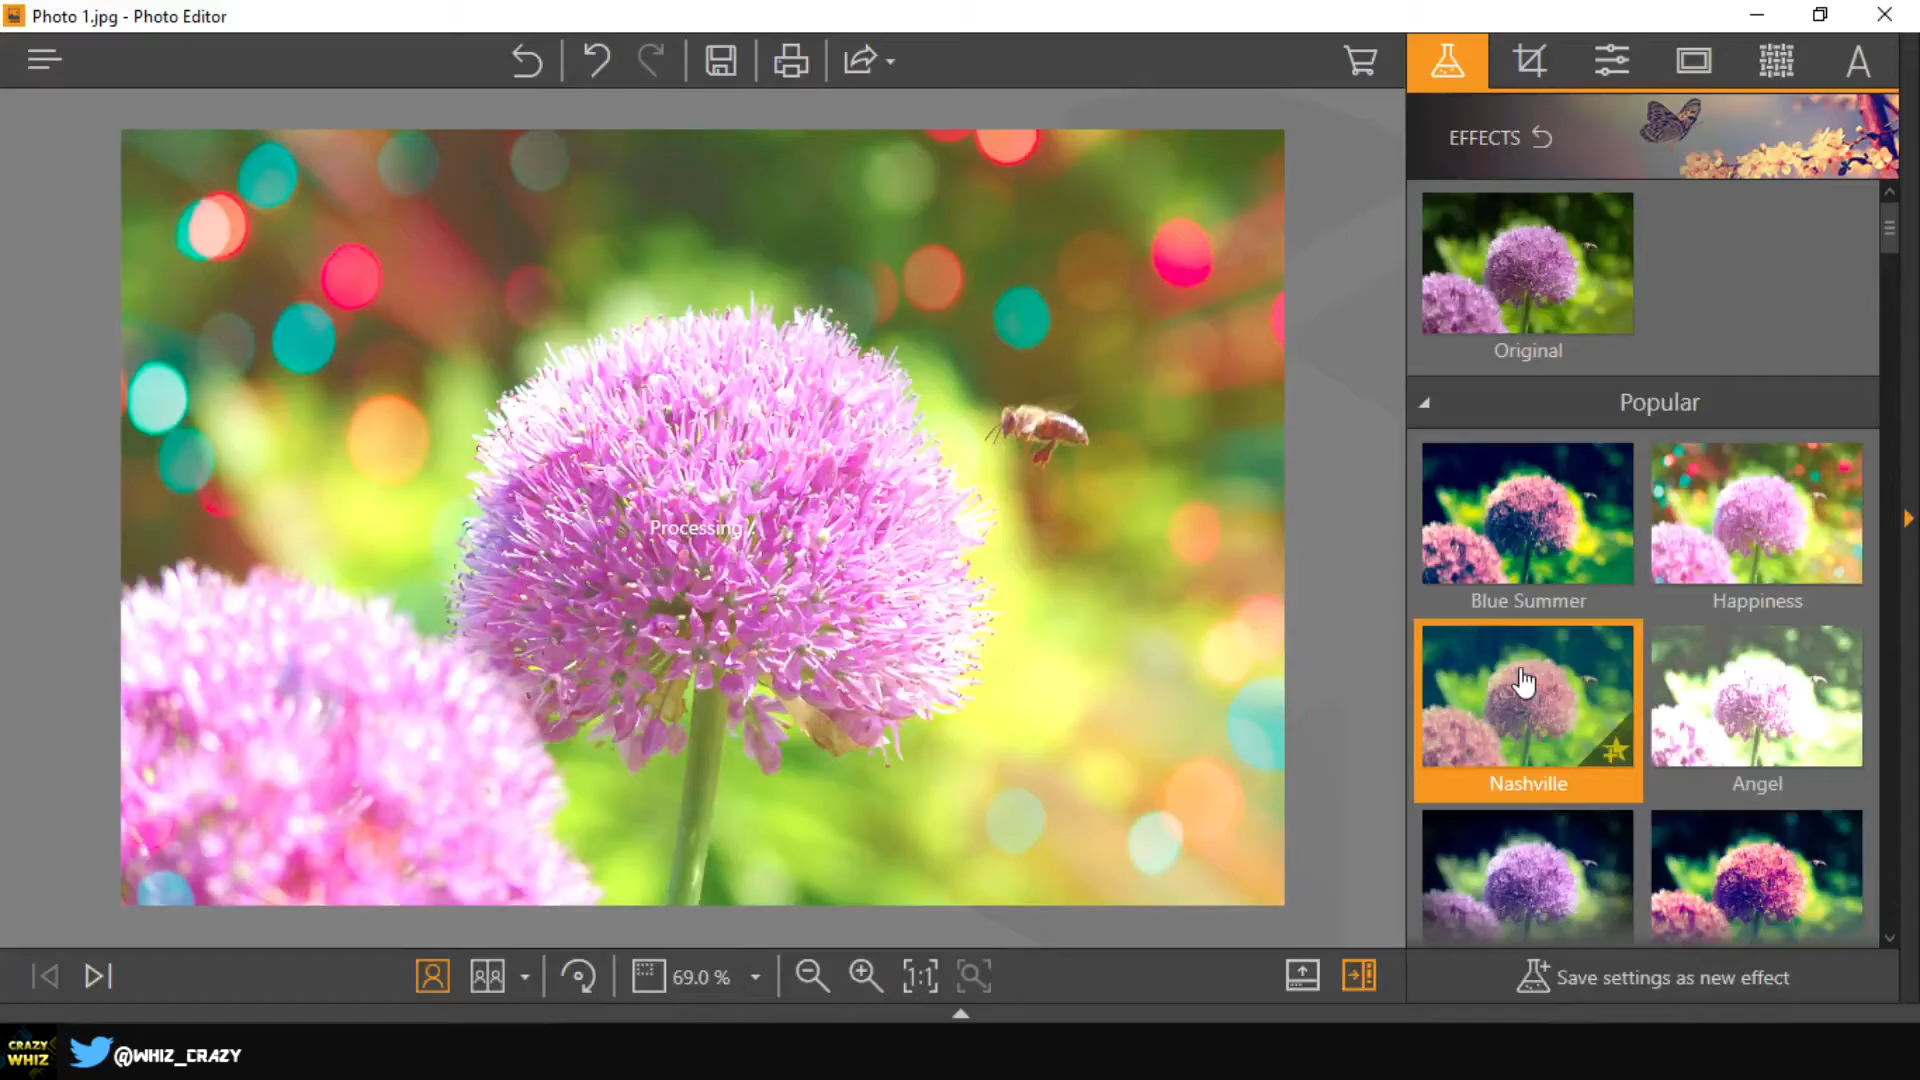 Photo 1.jpg - Photo Editor
EFFECTS
Original
Popular
Processing
Blue Summer
Happiness
Nashville
Angel
69.0 %
1:1
Save settings as new effect
CRAZY
WHIZ
@WHIZ_CRAZY